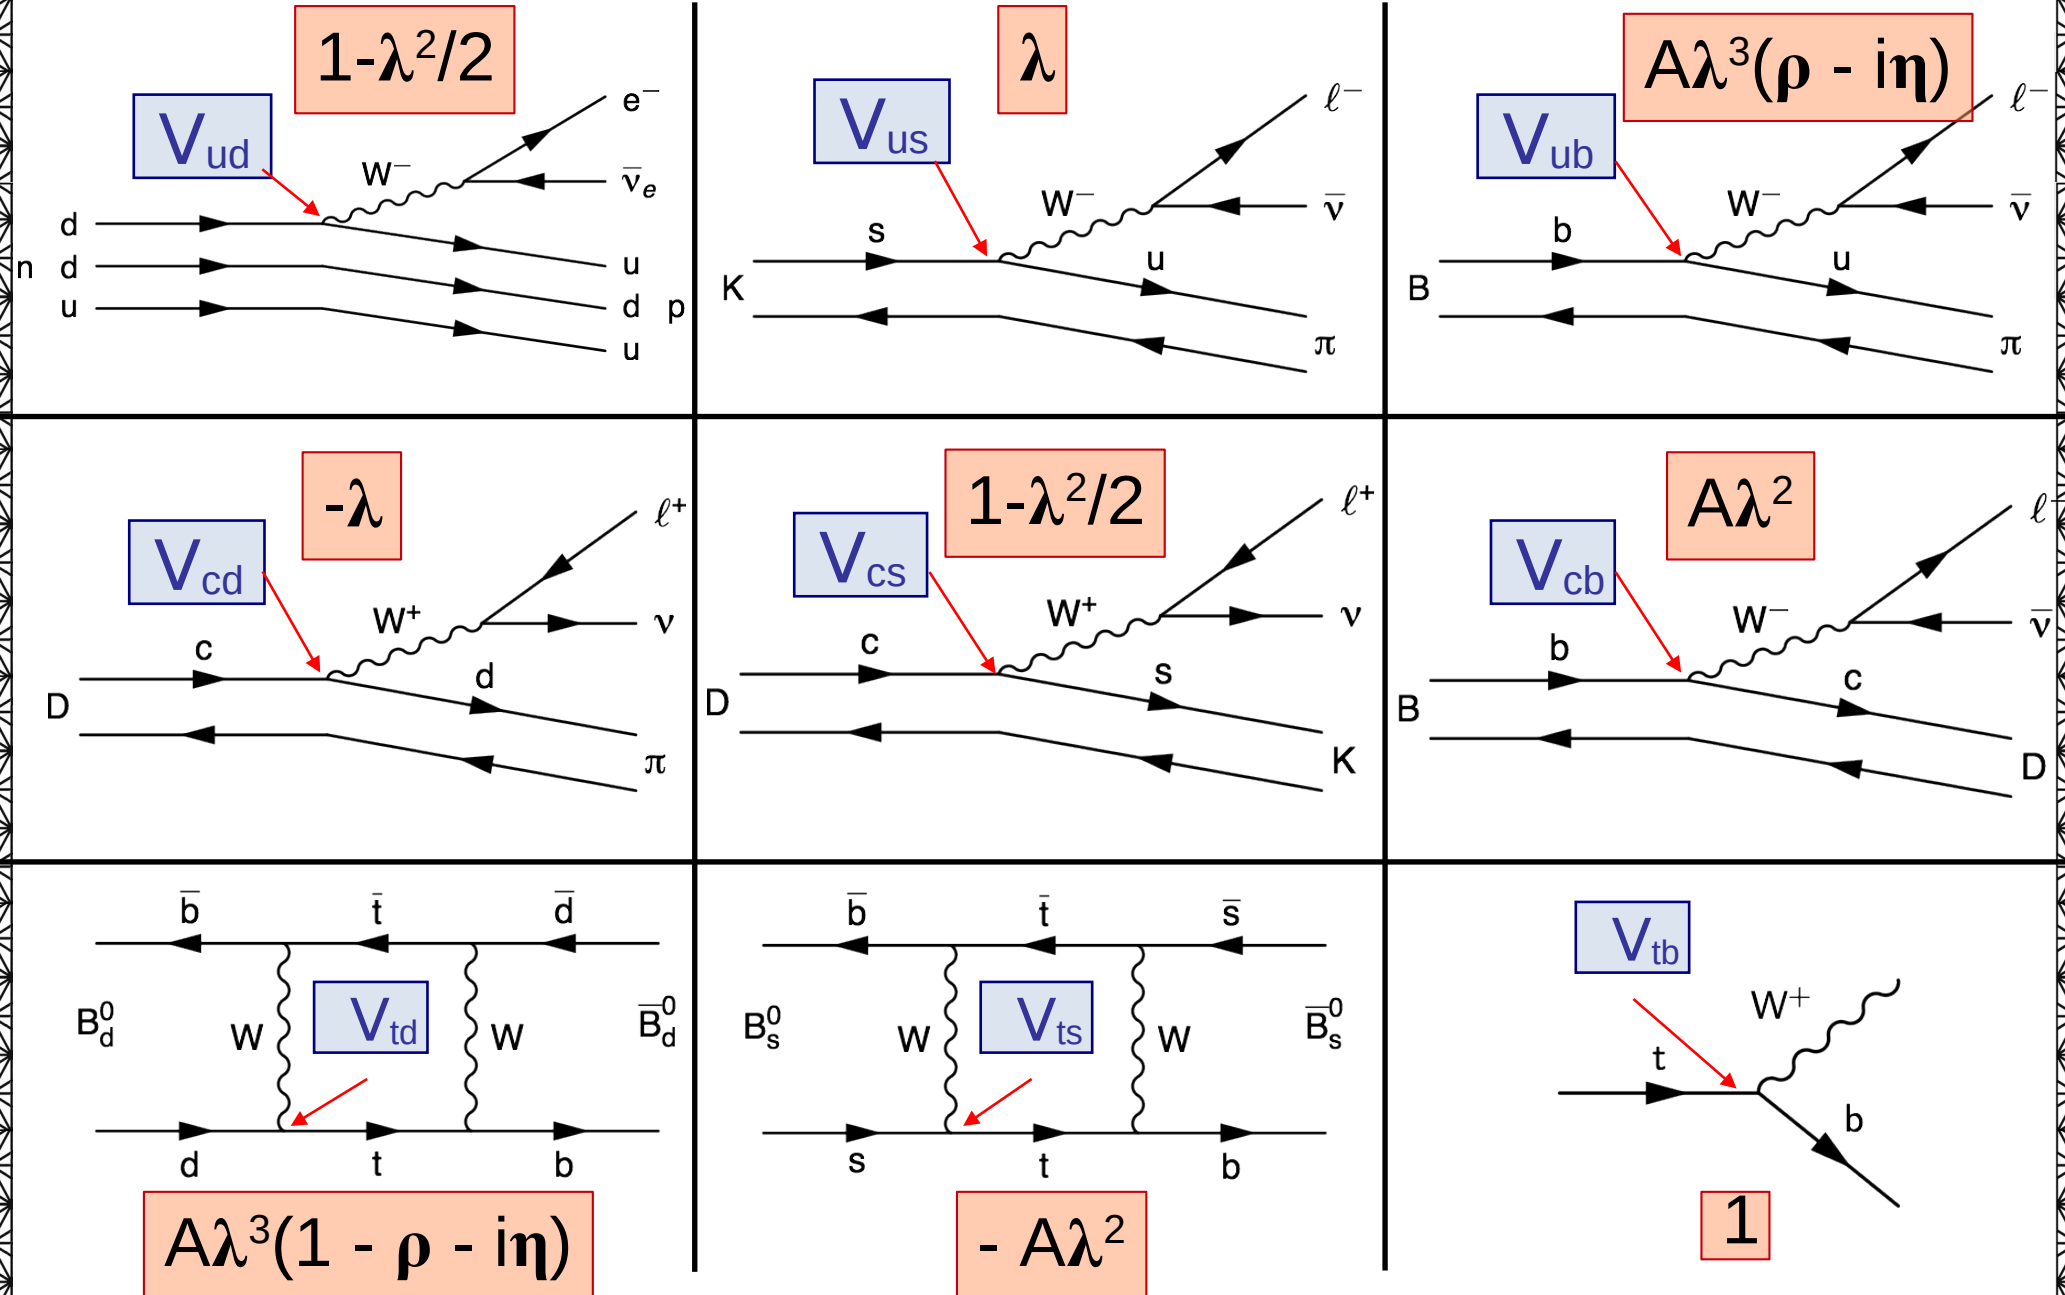 1-λ²/2
V_ud
e⁻
W⁻
ν̄_e
d
u
n d
d p
u
u
λ
V_us
ℓ⁻
W⁻
ν̄
s
u
K
π
Aλ³(ρ - iη)
V_ub
ℓ⁻
W⁻
ν̄
b
u
B
π
-λ
V_cd
ℓ⁺
W⁺
ν
c
d
D
π
1-λ²/2
V_cs
ℓ⁺
W⁺
ν
c
s
D
K
Aλ²
V_cb
ℓ⁻
W⁻
ν̄
b
c
B
D
b̄ t̄ d̄
B⁰_d W V_td W B̄⁰_d
d t b
Aλ³(1 - ρ - iη)
b̄ t̄ s̄
B⁰_s W V_ts W B̄⁰_s
s t b
- Aλ²
V_tb
W⁺
t
b
1